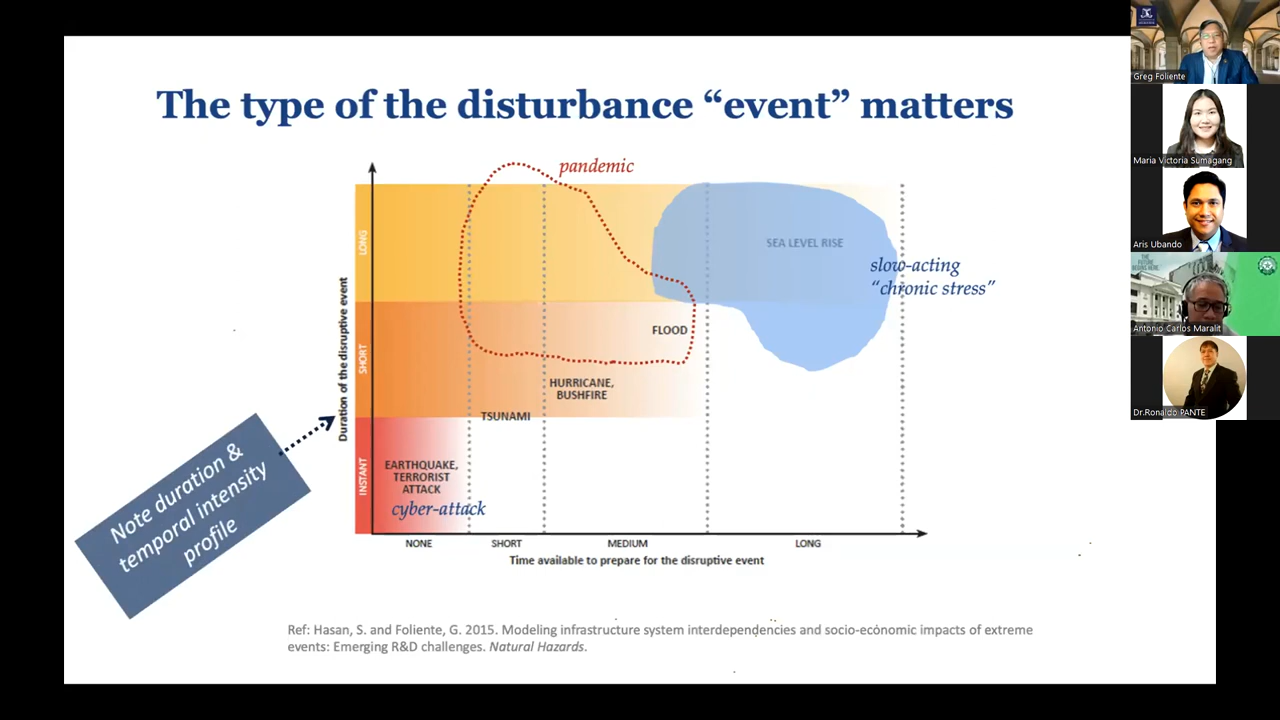 The type of the disturbance “event” matters
pandemic
LONG
SEA LEVEL RISE
slow-acting
“chronic stress”
Duration of the disruptive event
SHORT
FLOOD
HURRICANE,
BUSHFIRE
TSUNAMI
INSTANT
EARTHQUAKE,
TERRORIST
ATTACK
cyber-attack
Note duration &
temporal intensity
profile
NONE
SHORT
MEDIUM
LONG
Time available to prepare for the disruptive event
Ref: Hasan, S. and Foliente, G. 2015. Modeling infrastructure system interdependencies and socio-economic impacts of extreme
events: Emerging R&D challenges. Natural Hazards.
Greg Foliente
Maria Victoria Sumagang
Aris Ubando
THE
FUTURE
BEGINS HERE.
Antonio Carlos Maralit
Dr.Ronaldo PANTE